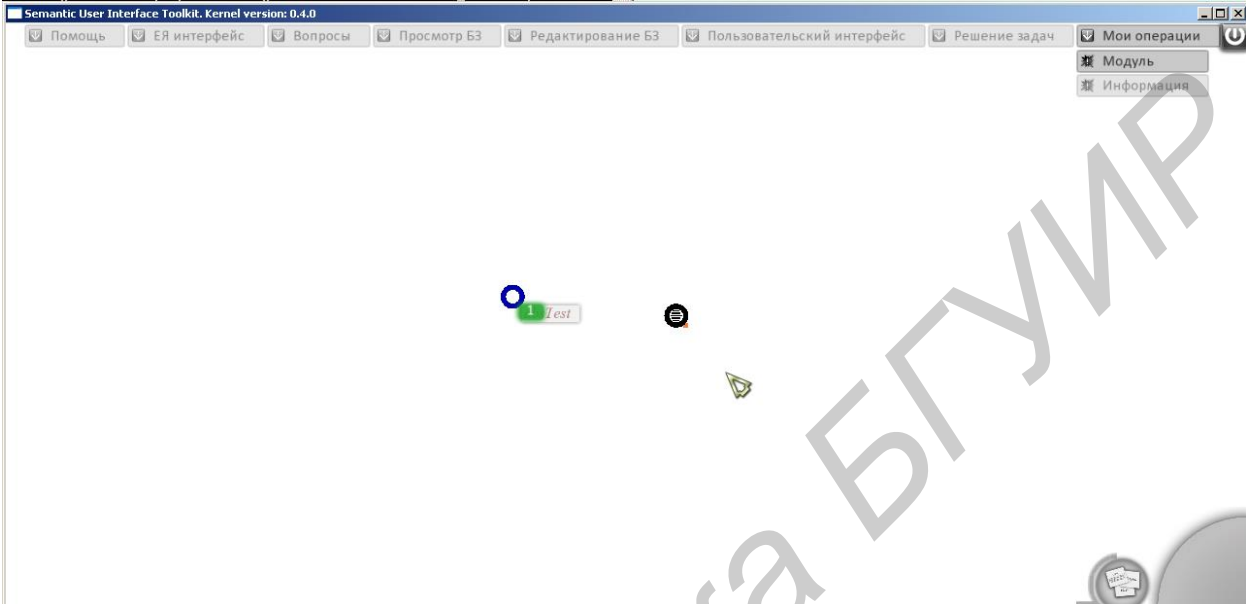 Semantic User Interface Toolkit. Kernel version: 0.4.0
Помощь ЕЯ интерфейс Вопросы Просмотр БЗ Редактирование БЗ Пользовательский интерфейс Решение задач Мои операции
Модуль
Информация
1 Test
БГУИР